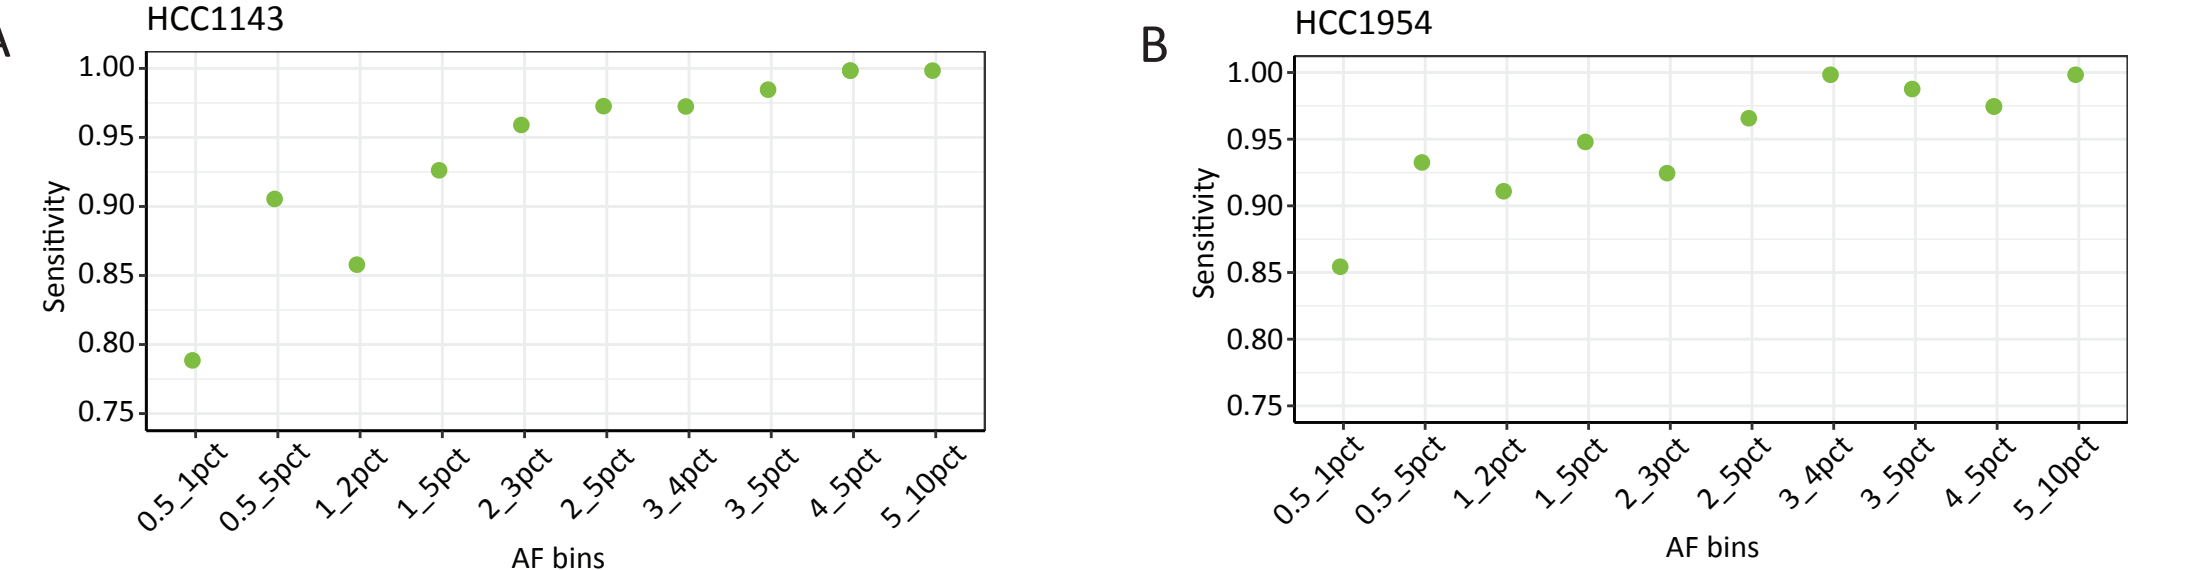 A
HCC1143
1.00
0.95
0.90
0.85
0.80
0.75
Sensitivity
0.5_1pct
0.5_5pct
1_2pct
1_5pct
2_3pct
2_5pct
3_4pct
3_5pct
4_5pct
5_10pct
AF bins
B
HCC1954
1.00
0.95
0.90
0.85
0.80
0.75
Sensitivity
0.5_1pct
0.5_5pct
1_2pct
1_5pct
2_3pct
2_5pct
3_4pct
3_5pct
4_5pct
5_10pct
AF bins